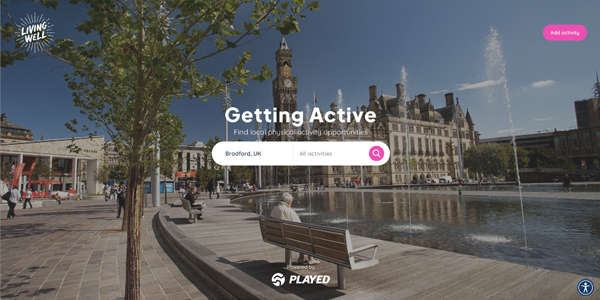 LIVING
WELL
Add activity
Getting Active
Find local physical activity opportunities
Bradford, UK
All activities
Powered by
PLAYED